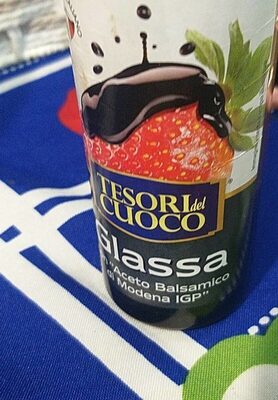 TESORI del
CUOCO
Glassa
"Aceto Balsamico
di Modena IGP"